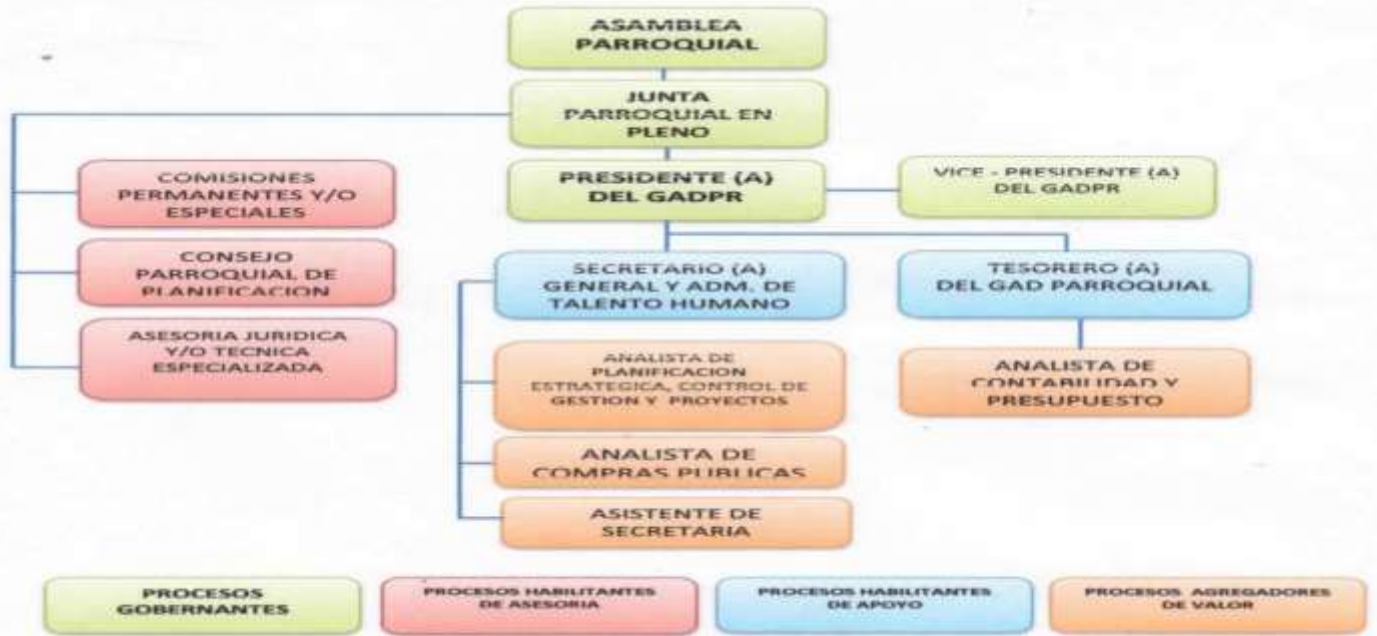 ASAMBLEA
PARROQUIAL
JUNTA
PARROQUIAL EN
PLENO
PRESIDENTE (A)
DEL GADPR
VICE - PRESIDENTE (A)
DEL GADPR
COMISIONES
PERMANENTES Y/O
ESPECIALES
CONSEJO
PARROQUIAL DE
PLANIFICACION
ASESORIA JURIDICA
Y/O TECNICA
ESPECIALIZADA
SECRETARIO (A)
GENERAL Y ADM. DE
TALENTO HUMANO
TESORERO (A)
DEL GAD PARROQUIAL
ANALISTA DE
PLANIFICACION
ESTRATEGICA, CONTROL DE
GESTION Y PROYECTOS
ANALISTA DE
CONTABILIDAD Y
PRESUPUESTO
ANALISTA DE
COMPRAS PUBLICAS
ASISTENTE DE
SECRETARIA
PROCESOS
GOBERNANTES
PROCESOS HABILITANTES
DE ASESORIA
PROCESOS HABILITANTES
DE APOYO
PROCESOS AGREGADORES
DE VALOR